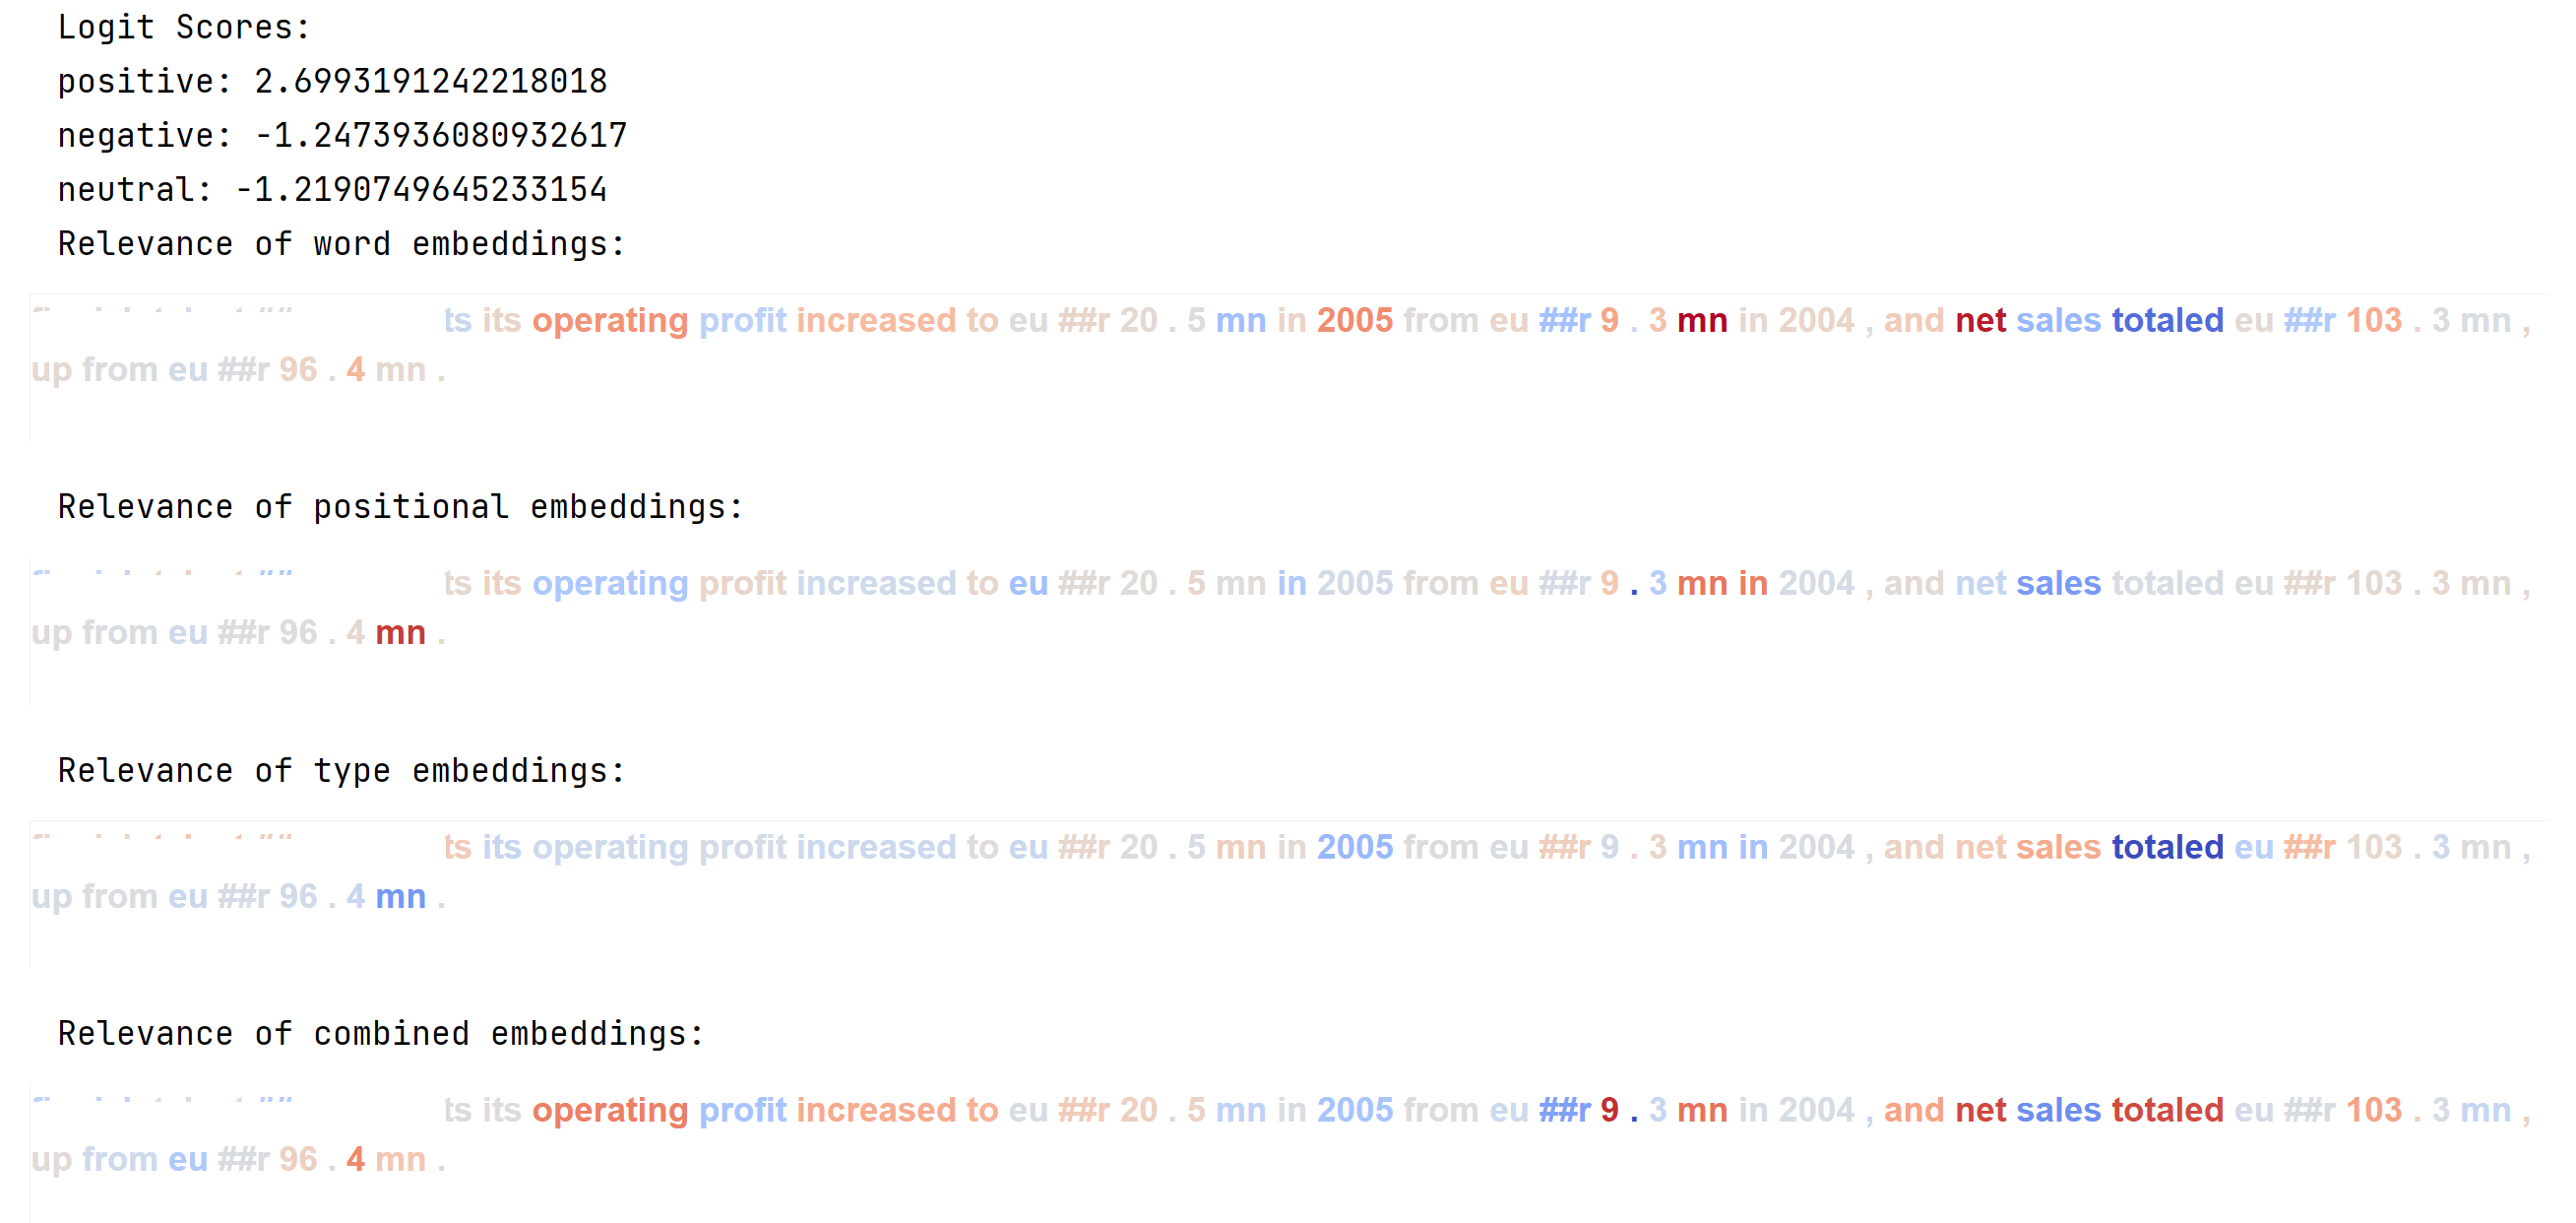 Logit Scores:
positive: 2.6993191242218018
negative: -1.2473936080932617
neutral: -1.2190749645233154
Relevance of word embeddings:
ts its operating profit increased to eu ##r 20 . 5 mn in 2005 from eu ##r 9 . 3 mn in 2004 , and net sales totaled eu ##r 103 . 3 mn ,
up from eu ##r 96 . 4 mn .
Relevance of positional embeddings:
ts its operating profit increased to eu ##r 20 . 5 mn in 2005 from eu ##r 9 . 3 mn in 2004 , and net sales totaled eu ##r 103 . 3 mn ,
up from eu ##r 96 . 4 mn .
Relevance of type embeddings:
ts its operating profit increased to eu ##r 20 . 5 mn in 2005 from eu ##r 9 . 3 mn in 2004 , and net sales totaled eu ##r 103 . 3 mn ,
up from eu ##r 96 . 4 mn .
Relevance of combined embeddings:
ts its operating profit increased to eu ##r 20 . 5 mn in 2005 from eu ##r 9 . 3 mn in 2004 , and net sales totaled eu ##r 103 . 3 mn ,
up from eu ##r 96 . 4 mn .